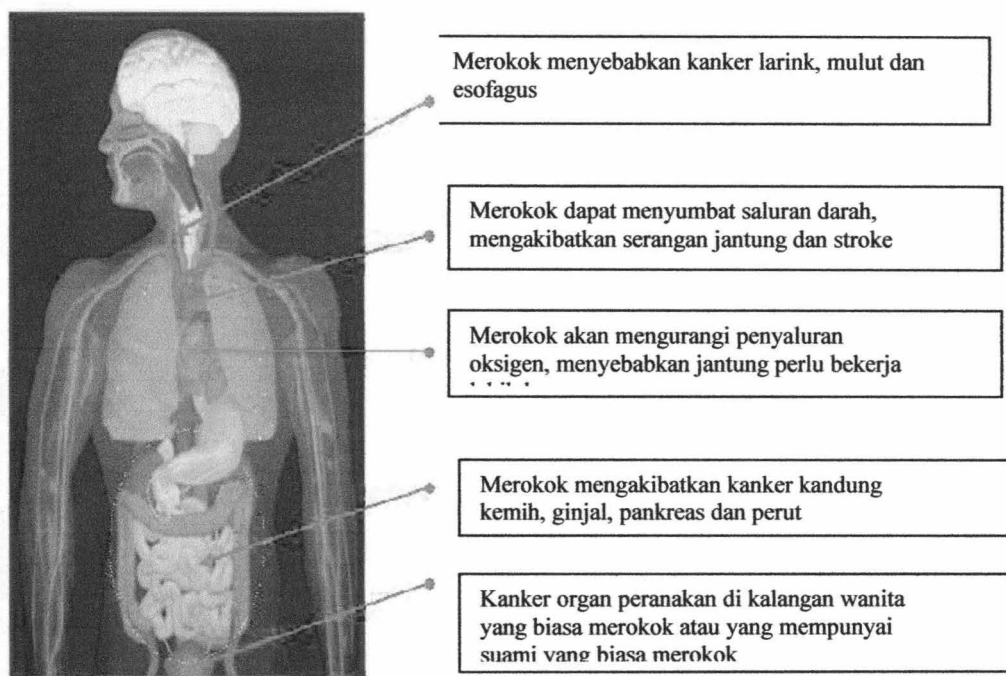 Merokok menyebabkan kanker larink, mulut dan
esofagus
Merokok dapat menyumbat saluran darah,
mengakibatkan serangan jantung dan stroke
Merokok akan mengurangi penyaluran
oksigen, menyebabkan jantung perlu bekerja
Merokok mengakibatkan kanker kandung
kemih, ginjal, pankreas dan perut
Kanker organ peranakan di kalangan wanita
yang biasa merokok atau yang mempunyai
suami yang biasa merokok